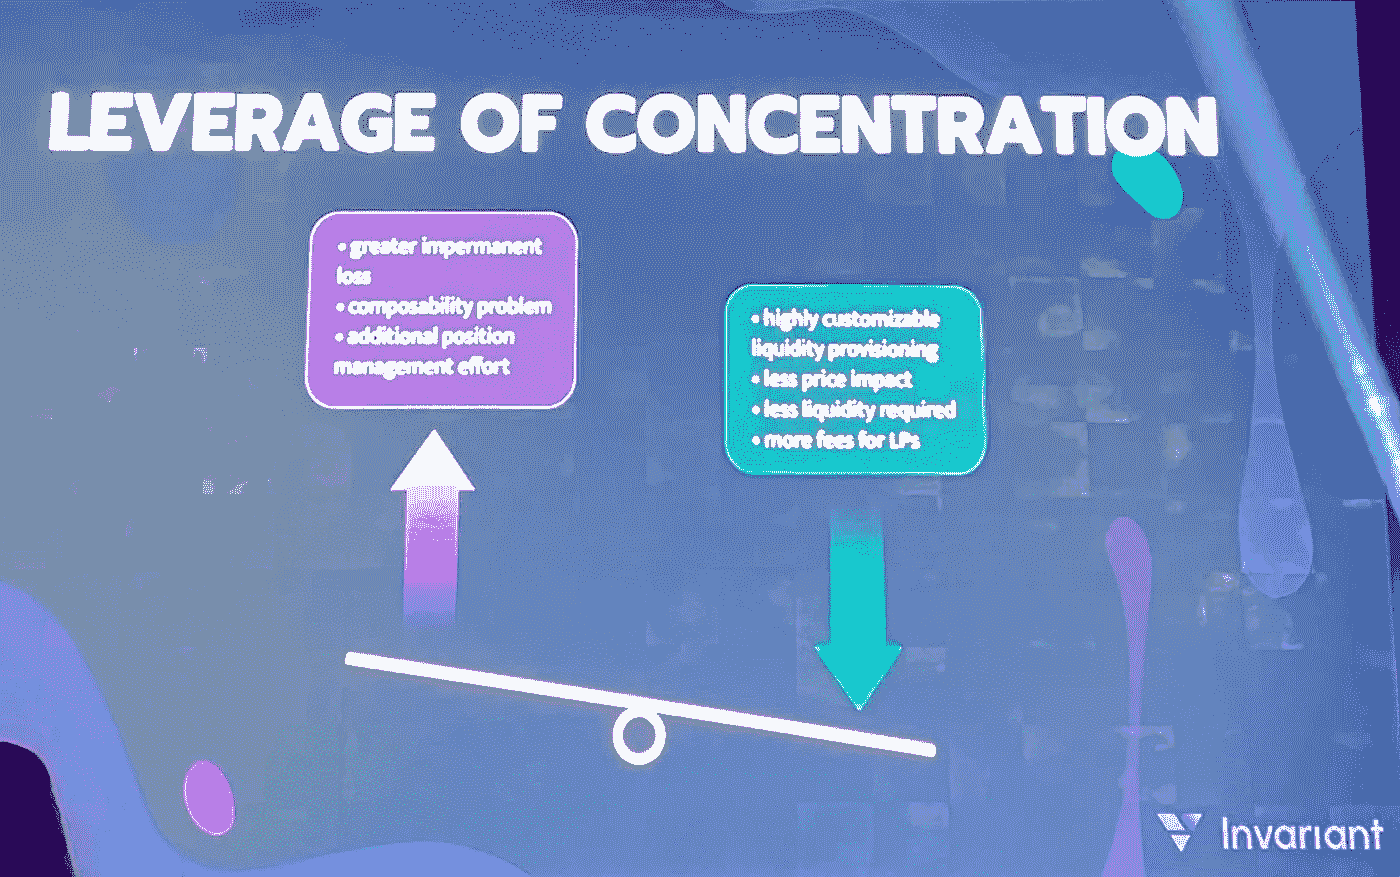 LEVERAGE OF CONCENTRATION
• greater impermanent
loss
• composability problem
• additional position
management effort
• highly customizable
liquidity provisioning
• less price impact
• less liquidity required
• more fees for LPs
Invariant